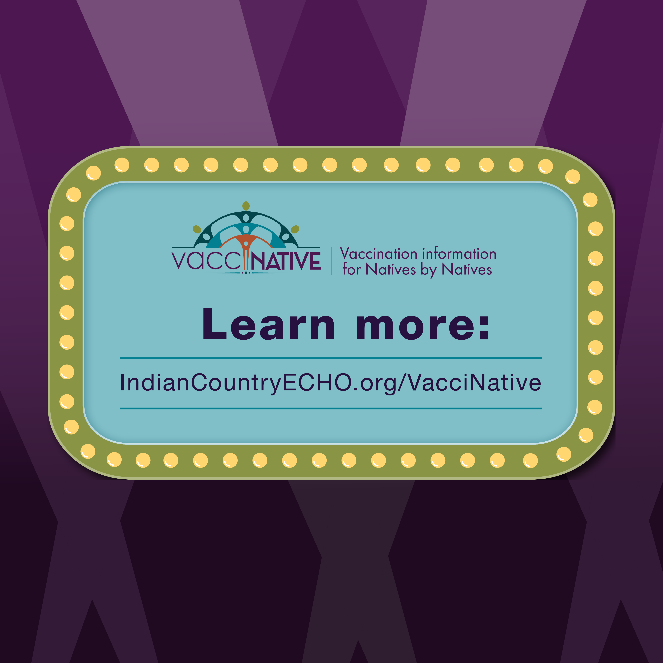 vacciNATIVE
Vaccination information
for Natives by Natives
Learn more:
IndianCountryECHO.org/VacciNative